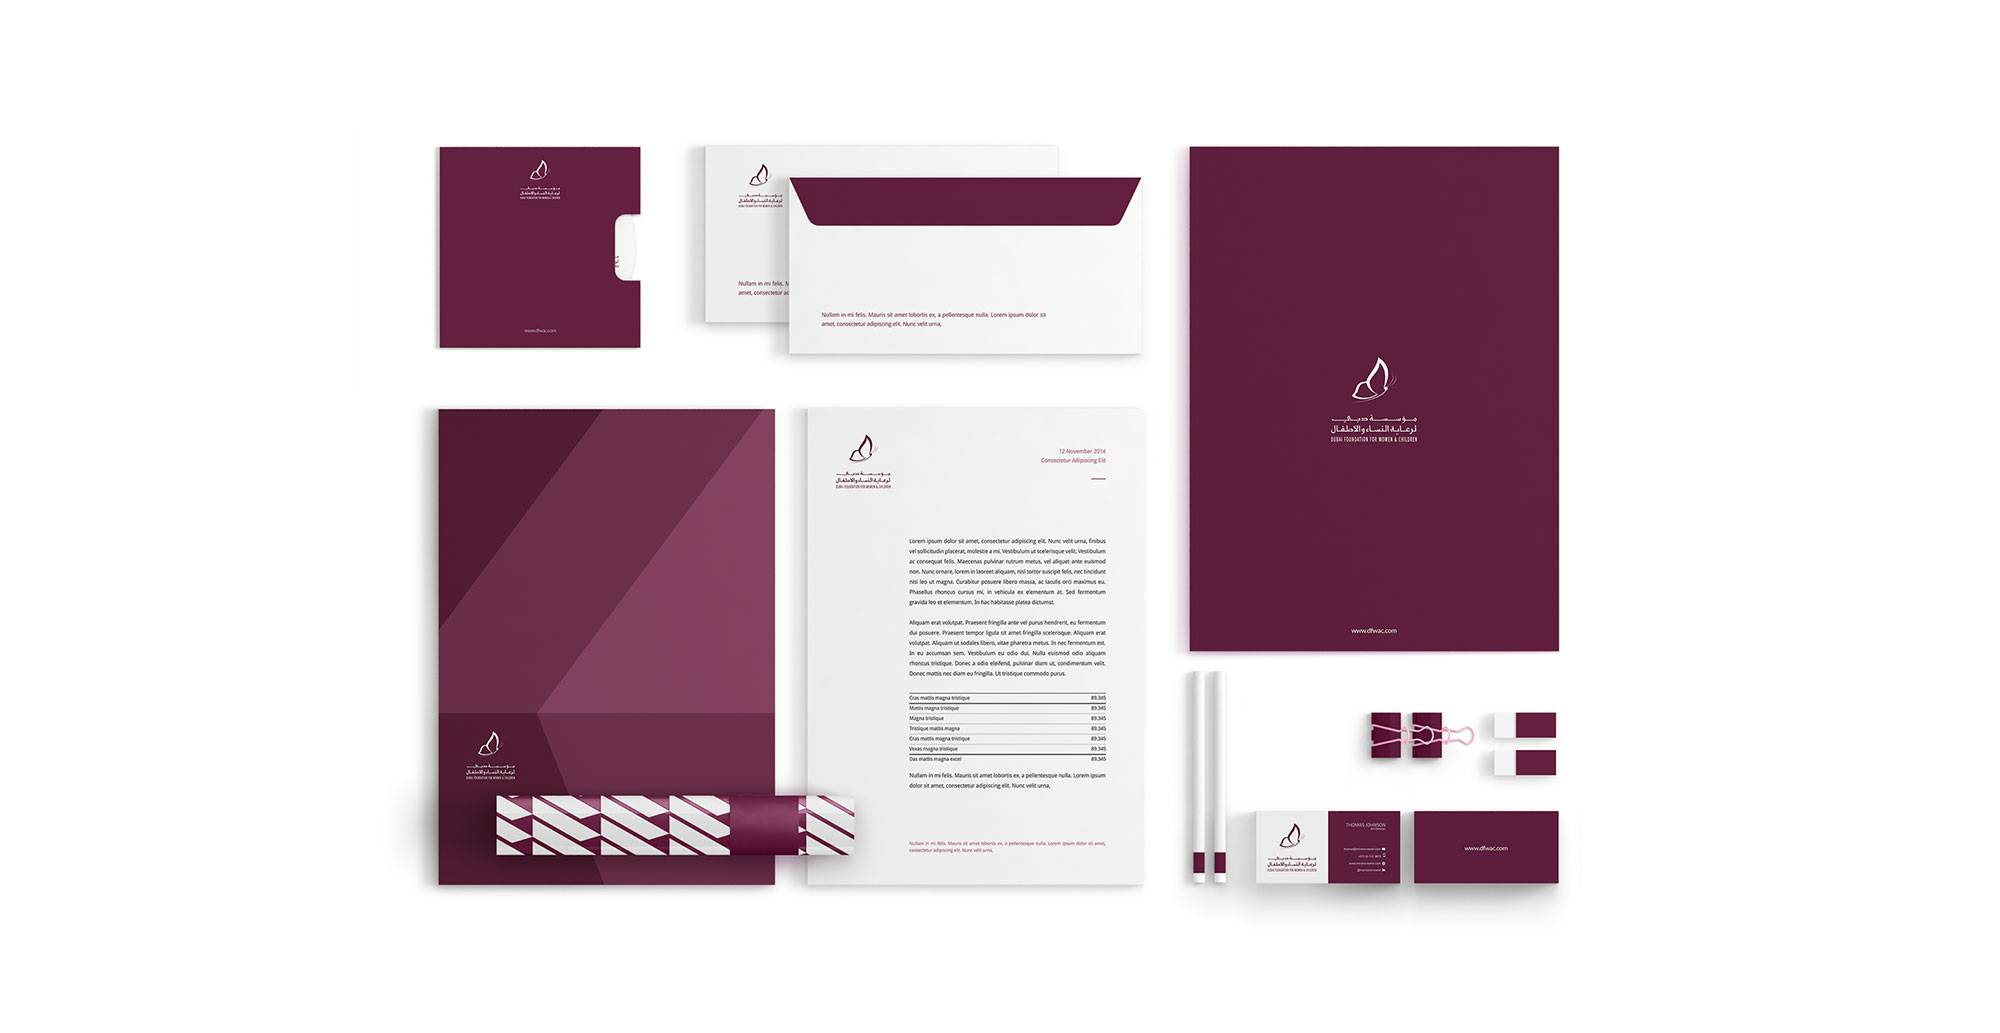 مؤسسة دبي
لرعاية النساء والاطفال
DUBAI FOUNDATION FOR WOMEN & CHILDREN
www.dfwac.com
مؤسسة دبي
لرعاية النساء والاطفال
DUBAI FOUNDATION FOR WOMEN & CHILDREN
Nullam in mi felis. M
amet, consectetur ad
Nullam in mi felis. Mauris sit amet lobortis ex, a pellentesque nulla. Lorem ipsum dolor sit
amet, consectetur adipiscing elit. Nunc velit urna,
مؤسسة دبي
لرعاية النساء والاطفال
DUBAI FOUNDATION FOR WOMEN & CHILDREN
www.dfwac.com
مؤسسة دبي
لرعاية النساء والاطفال
DUBAI FOUNDATION FOR WOMEN & CHILDREN
مؤسسة دبي
لرعاية النساء والاطفال
DUBAI FOUNDATION FOR WOMEN & CHILDREN
12 November 2014
Consectetur Adipiscing Elit
Lorem ipsum dolor sit amet, consectetur adipiscing elit. Nunc velit urna, finibus
vel sollicitudin placerat, molestie a mi. Vestibulum ut scelerisque velit. Vestibulum
ac consequat felis. Maecenas pulvinar rutrum metus, vel aliquet ante euismod
non. Nunc ornare, lorem in laoreet aliquam, nisl tortor suscipit felis, nec tincidunt
nisi leo ut magna. Curabitur posuere libero massa, ac iaculis orci maximus eu.
Phasellus rhoncus cursus mi, in vehicula ex elementum at. Sed fermentum
gravida leo et elementum. In hac habitasse platea dictumst.
Aliquam erat volutpat. Praesent fringilla ante vel purus hendrerit, eu fermentum
dui posuere. Praesent tempor ligula sit amet fringilla scelerisque. Aliquam erat
volutpat. Aliquam ut sodales libero, vitae pharetra metus. In nec fermentum est.
In eu accumsan sem. Vestibulum eu odio dui. Nulla euismod odio aliquam
rhoncus tristique. Donec a odio eleifend, pulvinar diam ut, condimentum velit.
Donec mattis nec diam eu fringilla. Ut tristique commodo purus.
Cras mattis magna tristique 89.345
Mattis magna tristique 89.345
Magna tristique 89.345
Tristique mattis magna 89.345
Cras mattis magna tristique 89.345
Vexas magna tristique 89.345
Das mattis magna excel 89.345
Nullam in mi felis. Mauris sit amet lobortis ex, a pellentesque nulla. Lorem ipsum
dolor sit amet, consectetur adipiscing elit. Nunc velit urna,
Nullam in mi felis. Mauris sit amet lobortis ex, a pellentesque nulla. Lorem ipsum dolor sit amet,
consectetur adipiscing elit. Nunc velit urna,
مؤسسة دبي
لرعاية النساء والاطفال
DUBAI FOUNDATION FOR WOMEN & CHILDREN
THOMAS JOHNSON
www.dfwac.com